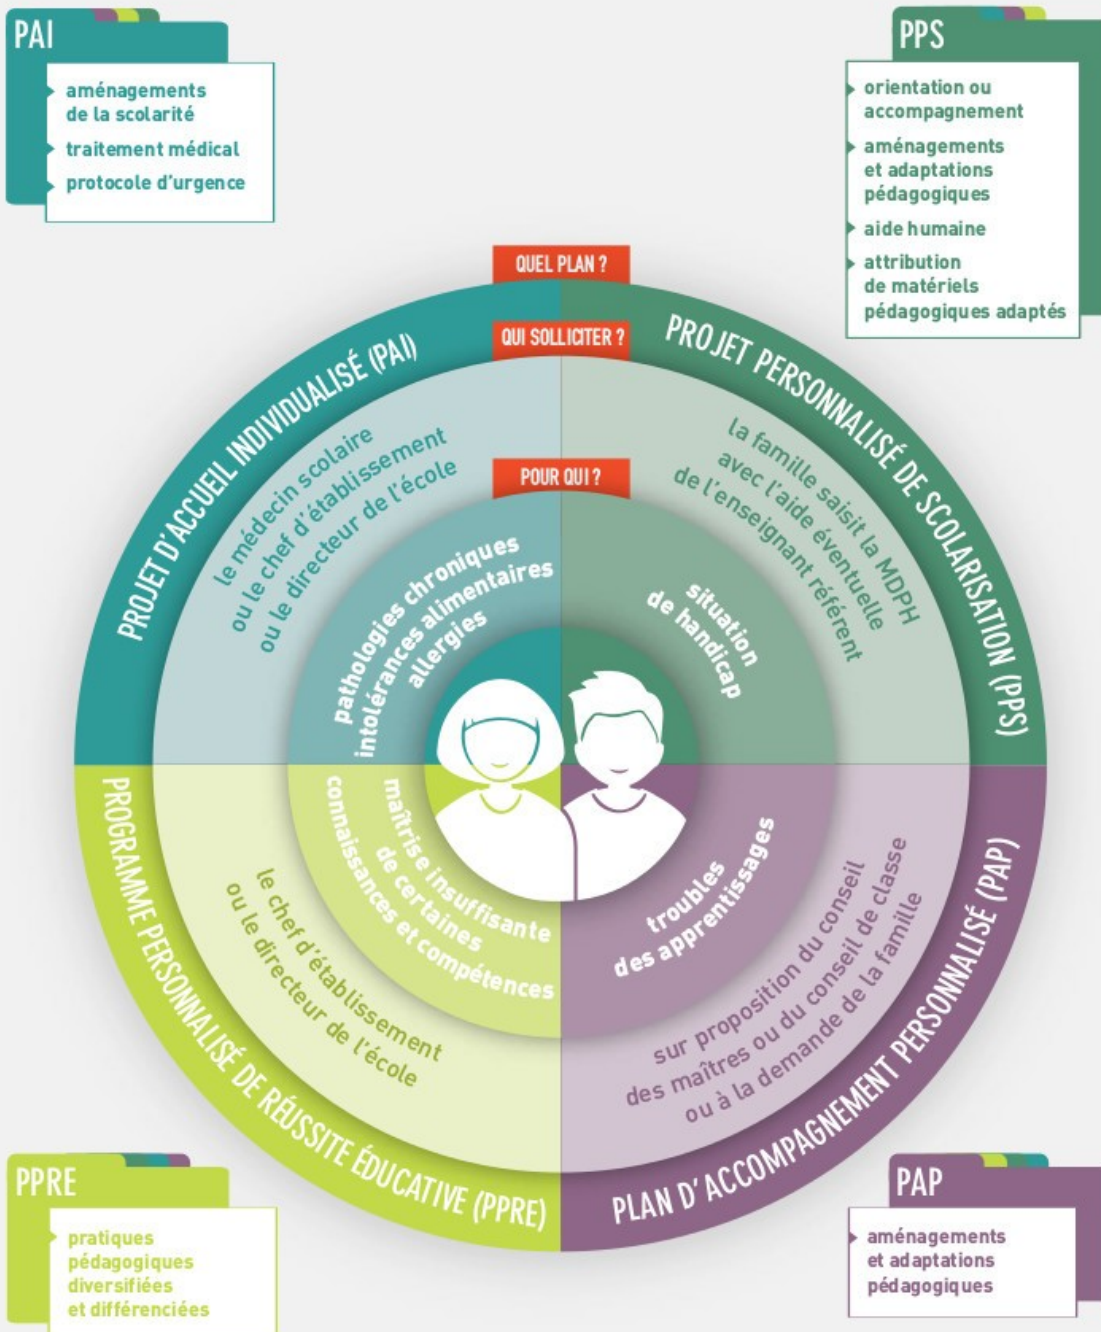 PAI
aménagements
de la scolarité
traitement médical
protocole d'urgence
PPS
orientation ou
accompagnement
aménagements
et adaptations
pédagogiques
aide humaine
attribution
de matériels
pédagogiques adaptés
QUEL PLAN ?
QUI SOLLICITER ?
POUR QUI ?
PROJET D'ACCUEIL INDIVIDUALISÉ (PAI)
le médecin scolaire
ou le chef d'établissement
ou le directeur de l'école
pathologies chroniques
intolérances alimentaires
allergies
PROJET PERSONNALISÉ DE SCOLARISATION (PPS)
la famille saisit la MDPH
avec l'aide éventuelle
de l'enseignant référent
situation
de handicap
PROGRAMME PERSONNALISÉ DE RÉUSSITE ÉDUCATIVE (PPRE)
le chef d'établissement
ou le directeur de l'école
maîtrise insuffisante
de certaines
connaissances et compétences
PLAN D'ACCOMPAGNEMENT PERSONNALISÉ (PAP)
sur proposition du conseil
des maîtres ou du conseil de classe
ou à la demande de la famille
troubles
des apprentissages
PPRE
pratiques
pédagogiques
diversifiées
et différenciées
PAP
aménagements
et adaptations
pédagogiques